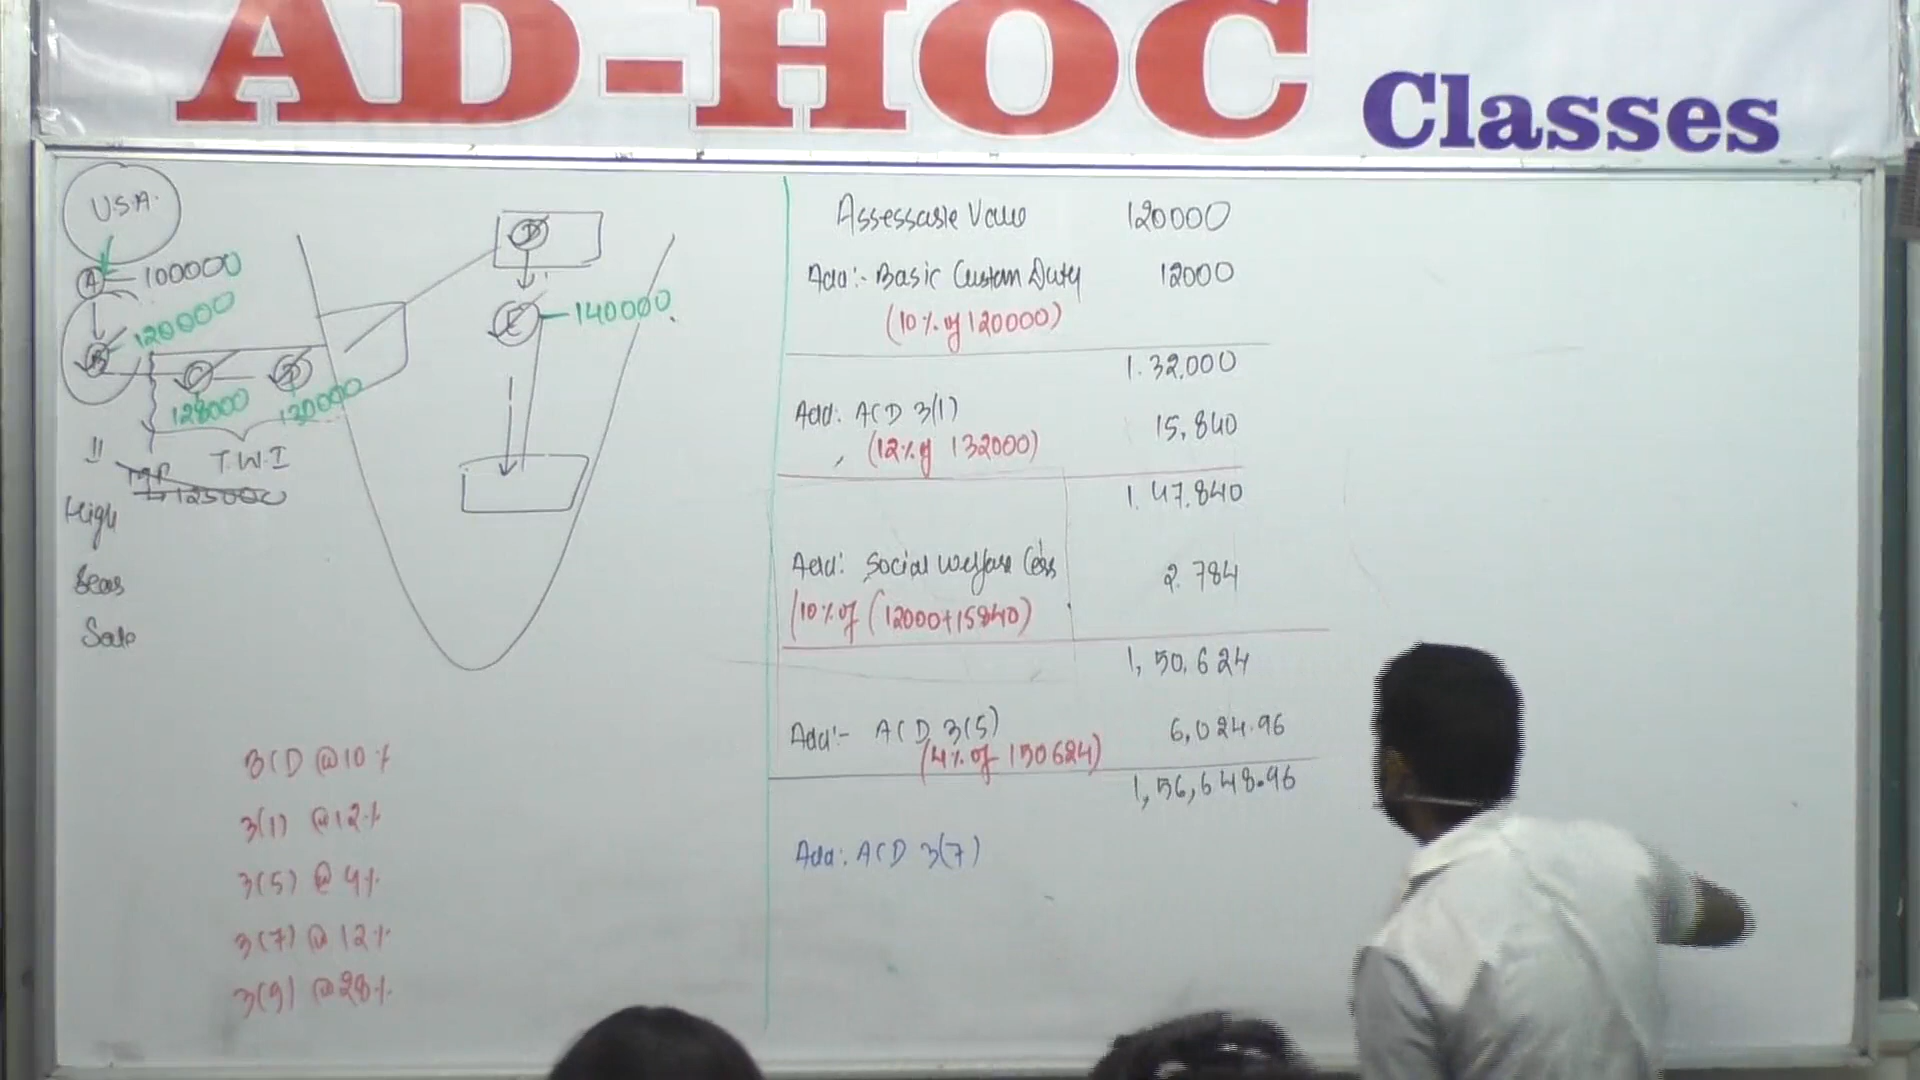 AD-HOC Classes
U.S.A.
A 100000
B 120000
C D
128000 130000
T.W.I
125000
High
Seas
Sale
D
E 140000
BCD @10%
3(1) @12%
3(5) @ 4%
3(7) @ 12%
3(9) @28%
Assessable Value 120000
Add:- Basic Custom Duty 12000
(10% of 120000)
1.32,000
Add: ACD 3(1) 15,840
(12% of 132000)
1.47.840
Add: Social Welfare Cess 2.784
(10% of (12000+15840)
1,50,624
Add:- ACD 3(5) 6,024.96
(4% of 150624)
1,56,648.96
Add: ACD 3(7)